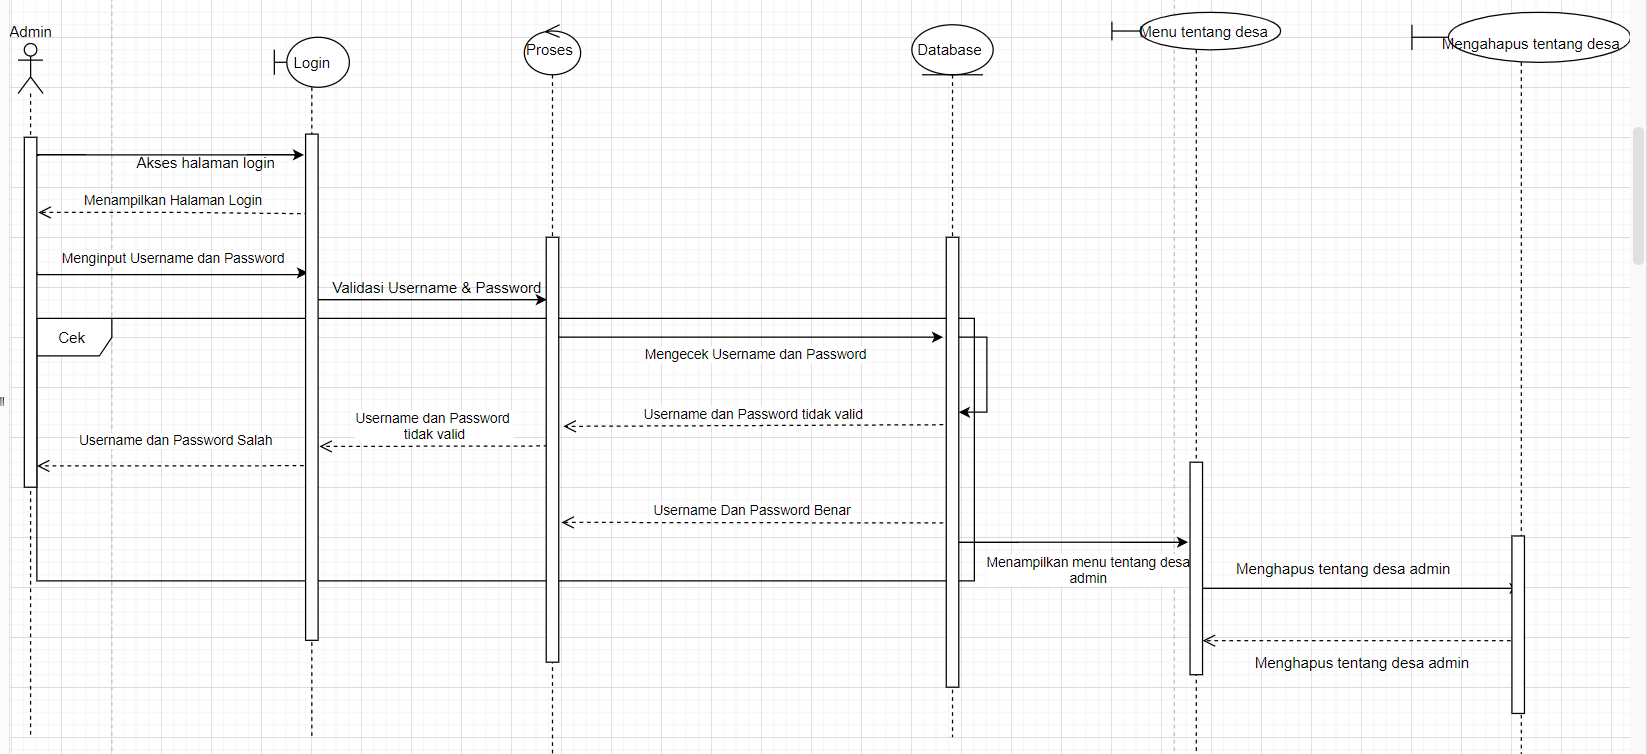 Admin
Login
Proses
Database
Menu tentang desa
Mengahapus tentang desa
Akses halaman login
Menampilkan Halaman Login
Menginput Username dan Password
Validasi Username & Password
Cek
Mengecek Username dan Password
Username dan Password tidak valid
Username dan Password
tidak valid
Username dan Password Salah
Username Dan Password Benar
Menampilkan menu tentang desa
admin
Menghapus tentang desa admin
Menghapus tentang desa admin